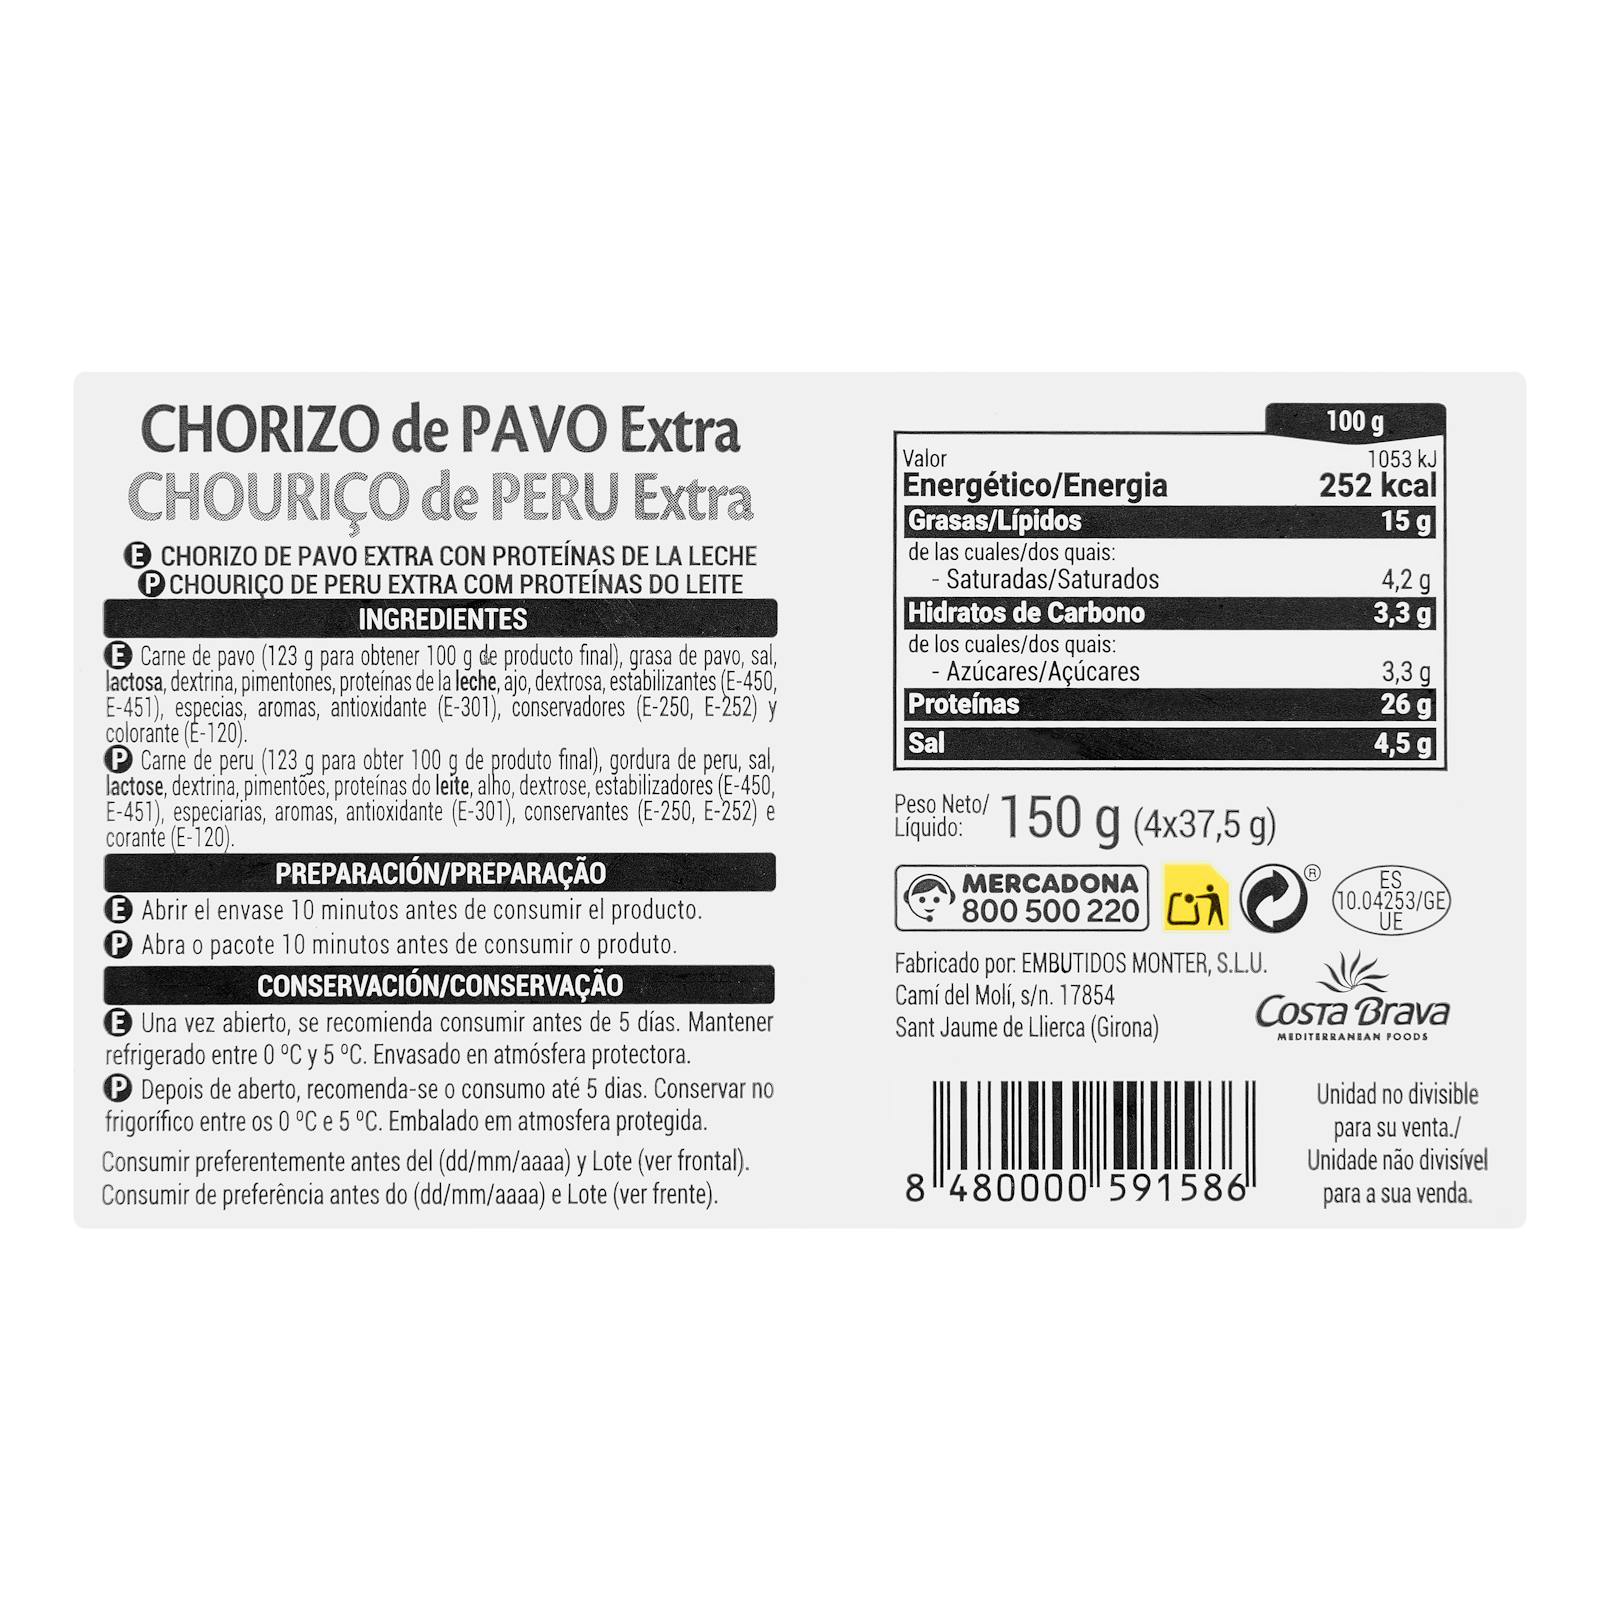 CHORIZO de PAVO Extra
CHOURIÇO de PERU Extra
E CHORIZO DE PAVO EXTRA CON PROTEÍNAS DE LA LECHE
P CHOURIÇO DE PERU EXTRA COM PROTEÍNAS DO LEITE
INGREDIENTES
E Carne de pavo (123 g para obtener 100 g de producto final), grasa de pavo, sal,
lactosa, dextrina, pimentones, proteínas de la leche, ajo, dextrosa, estabilizantes (E-450,
E-451), especias, aromas, antioxidante (E-301), conservadores (E-250, E-252) y
colorante (E-120).
P Carne de peru (123 g para obter 100 g de produto final), gordura de peru, sal,
lactose, dextrina, pimentões, proteínas do leite, alho, dextrose, estabilizadores (E-450,
E-451), especiarias, aromas, antioxidante (E-301), conservantes (E-250, E-252) e
corante (E-120).
PREPARACIÓN/PREPARAÇÃO
E Abrir el envase 10 minutos antes de consumir el producto.
P Abra o pacote 10 minutos antes de consumir o produto.
CONSERVACIÓN/CONSERVAÇÃO
E Una vez abierto, se recomienda consumir antes de 5 días. Mantener
refrigerado entre 0 ºC y 5 ºC. Envasado en atmósfera protectora.
P Depois de aberto, recomenda-se o consumo até 5 dias. Conservar no
frigorífico entre os 0 ºC e 5 ºC. Embalado em atmosfera protegida.
Consumir preferentemente antes del (dd/mm/aaaa) y Lote (ver frontal).
Consumir de preferência antes do (dd/mm/aaaa) e Lote (ver frente).
100 g
Valor 1053 kJ
Energético/Energia 252 kcal
Grasas/Lípidos 15 g
de las cuales/dos quais:
- Saturadas/Saturados 4,2 g
Hidratos de Carbono 3,3 g
de los cuales/dos quais:
- Azúcares/Açúcares 3,3 g
Proteínas 26 g
Sal 4,5 g
Peso Neto/
Líquido: 150 g (4x37,5 g)
MERCADONA
800 500 220
®
ES
10.04253/GE
UE
Fabricado por: EMBUTIDOS MONTER, S.L.U.
Camí del Molí, s/n. 17854
Sant Jaume de Llierca (Girona)
Costa Brava
MEDITERRANEAN FOODS
8 480000 591586
Unidad no divisible
para su venta./
Unidade não divisível
para a sua venda.